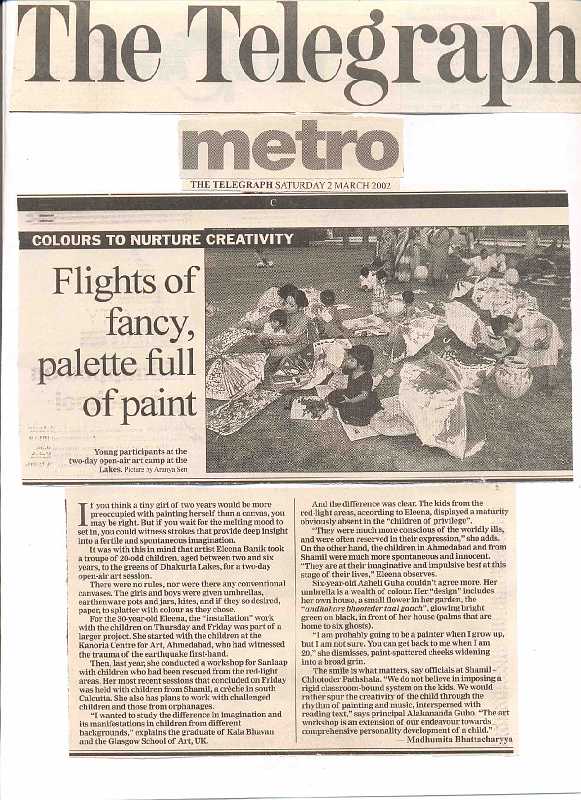 The Telegraph
metro
THE TELEGRAPH SATURDAY 2 MARCH 2002
C
COLOURS TO NURTURE CREATIVITY
Flights of
fancy,
palette full
of paint
Young participants at the
two-day open-air art camp at the
Lakes. Picture by Aranya Sen
If you think a tiny girl of two years would be more
preoccupied with painting herself than a canvas, you
may be right. But if you wait for the melting mood to
set in, you could witness strokes that provide deep insight
into a fertile and spontaneous imagination.
It was with this in mind that artist Eleena Banik took
a troupe of 20-odd children, aged between two and six
years, to the greens of Dhakuria Lakes, for a two-day
open-air art session.
There were no rules, nor were there any conventional
canvases. The girls and boys were given umbrellas,
earthenware pots and jars, kites, and if they so desired,
paper, to splatter with colour as they chose.
For the 30-year-old Eleena, the "installation" work
with the children on Thursday and Friday was part of a
larger project. She started with the children at the
Kanoria Centre for Art, Ahmedabad, who had witnessed
the trauma of the earthquake first-hand.
Then, last year, she conducted a workshop for Sanlaap
with children who had been rescued from the red-light
areas. Her most recent sessions that concluded on Friday
was held with children from Shamil, a crèche in south
Calcutta. She also has plans to work with challenged
children and those from orphanages.
"I wanted to study the difference in imagination and
its manifestations in children from different
backgrounds," explains the graduate of Kala Bhavan
and the Glasgow School of Art, UK.
And the difference was clear. The kids from the
red-light areas, according to Eleena, displayed a maturity
obviously absent in the "children of privilege".
"They were much more conscious of the worldly ills,
and were often reserved in their expression," she adds.
On the other hand, the children in Ahmedabad and from
Shamil were much more spontaneous and innocent.
"They are at their imaginative and impulsive best at this
stage of their lives," Eleena observes.
Six-year-old Azheli Guha couldn't agree more. Her
umbrella is a wealth of colour. Her "design" includes
her own house, a small flower in her garden, the
"andhakare bhooteder taal gaach", glowing bright
green on black, in front of her house (palms that are
home to six ghosts).
"I am probably going to be a painter when I grow up,
but I am not sure. You can get back to me when I am
20," she dismisses, paint-spattered cheeks widening
into a broad grin.
The smile is what matters, say officials at Shamil –
Chhotoder Pathshala. "We do not believe in imposing a
rigid classroom-bound system on the kids. We would
rather spur the creativity of the child through the
rhythm of painting and music, interspersed with
reading text," says principal Alakananda Guho. "The art
workshop is an extension of our endeavour towards
comprehensive personality development of a child."
— Madhumita Bhattacharyya